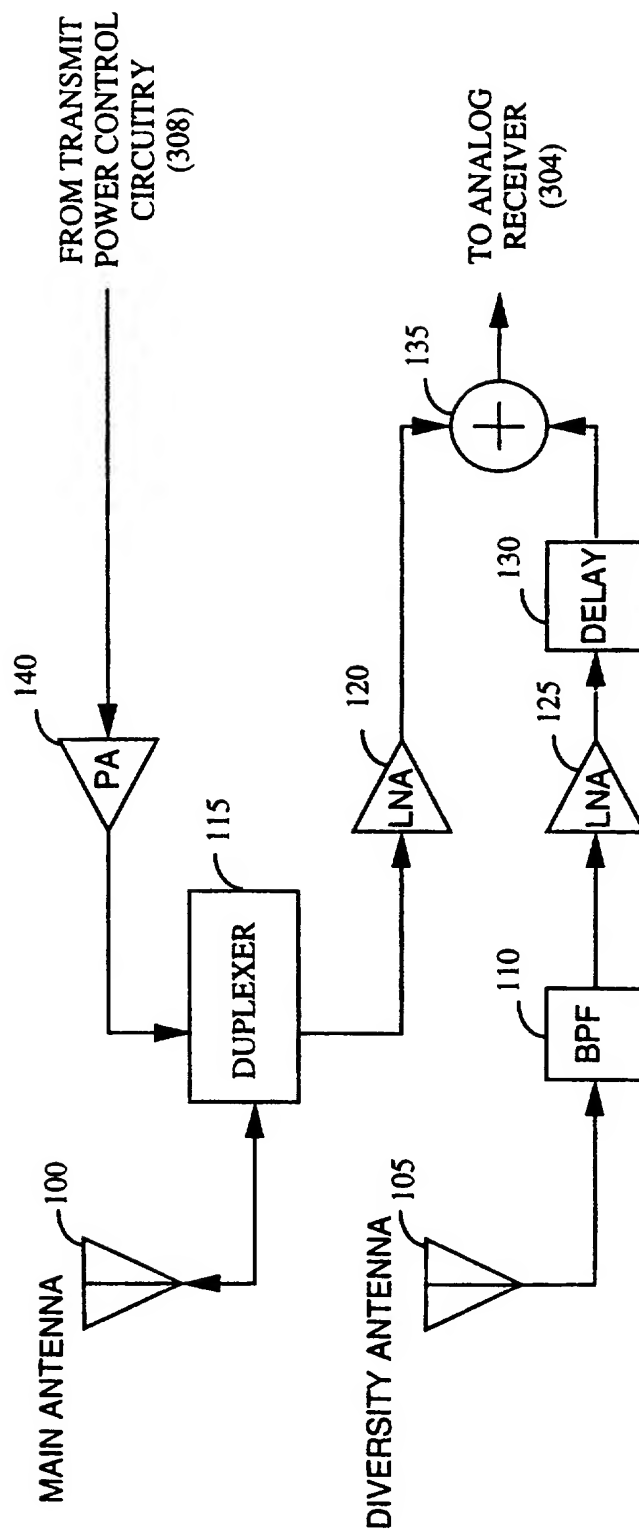 FROM TRANSMIT
POWER CONTROL
CIRCUITRY
(308)
140
PA
MAIN ANTENNA
100
115
DUPLEXER
120
LNA
135
+
TO ANALOG
RECEIVER
(304)
DIVERSITY ANTENNA
105
110
BPF
125
LNA
130
DELAY